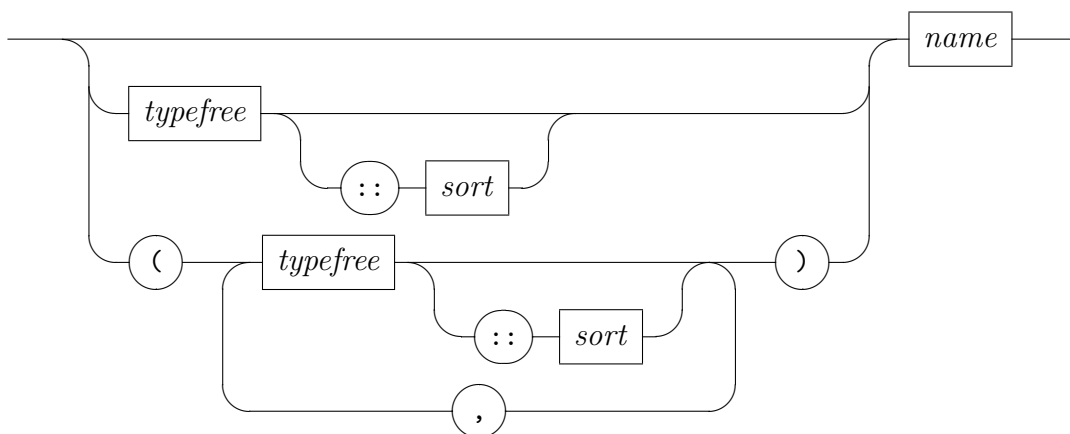 name
typefree
:: sort
( typefree )
:: sort
,